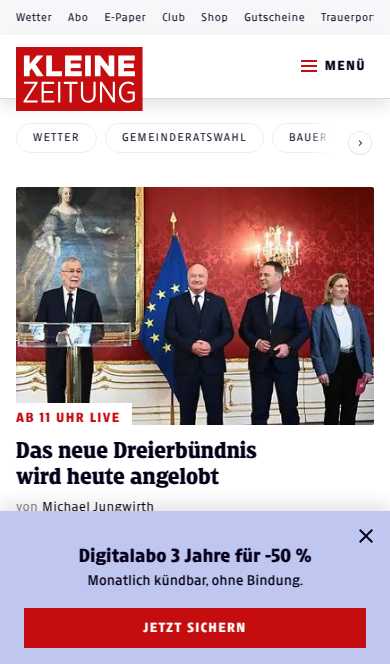 Wetter Abo E-Paper Club Shop Gutscheine Trauerpor
KLEINE
ZEITUNG
MENÜ
WETTER GEMEINDERATSWAHL BAUER
AB 11 UHR LIVE
Das neue Dreierbündnis
wird heute angelobt
von Michael Jungwirth
Digitalabo 3 Jahre für -50 %
Monatlich kündbar, ohne Bindung.
JETZT SICHERN